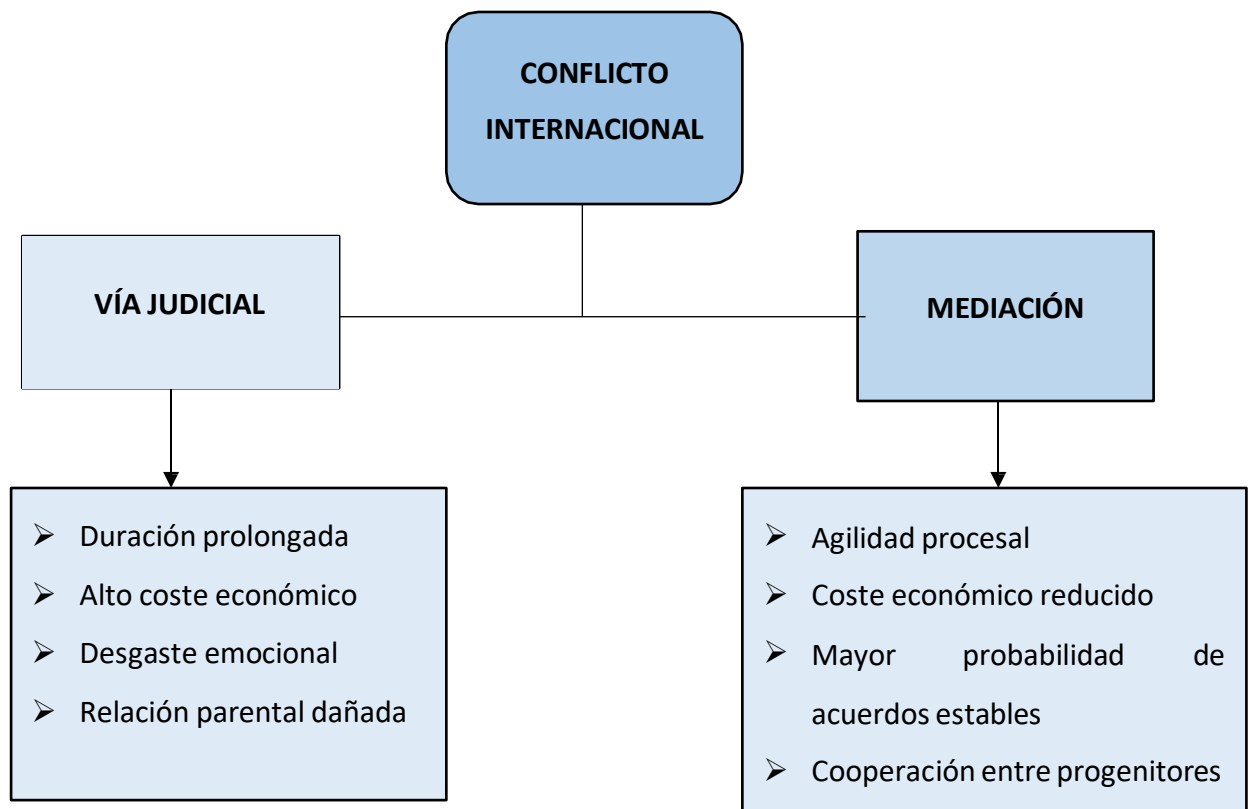 CONFLICTO
INTERNACIONAL
VÍA JUDICIAL
MEDIACIÓN
➢ Duración prolongada
➢ Alto coste económico
➢ Desgaste emocional
➢ Relación parental dañada
➢ Agilidad procesal
➢ Coste económico reducido
➢ Mayor probabilidad de
acuerdos estables
➢ Cooperación entre progenitores